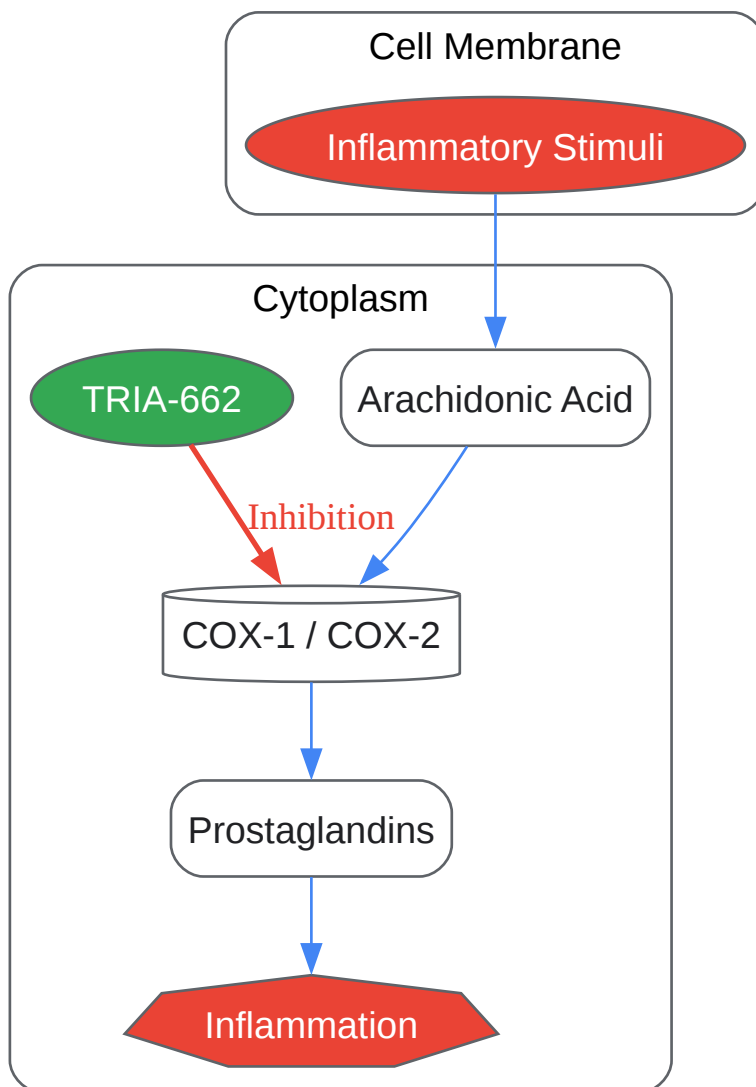 Cell Membrane
Inflammatory Stimuli
Cytoplasm
TRIA-662
Arachidonic Acid
Inhibition
COX-1 / COX-2
Prostaglandins
Inflammation